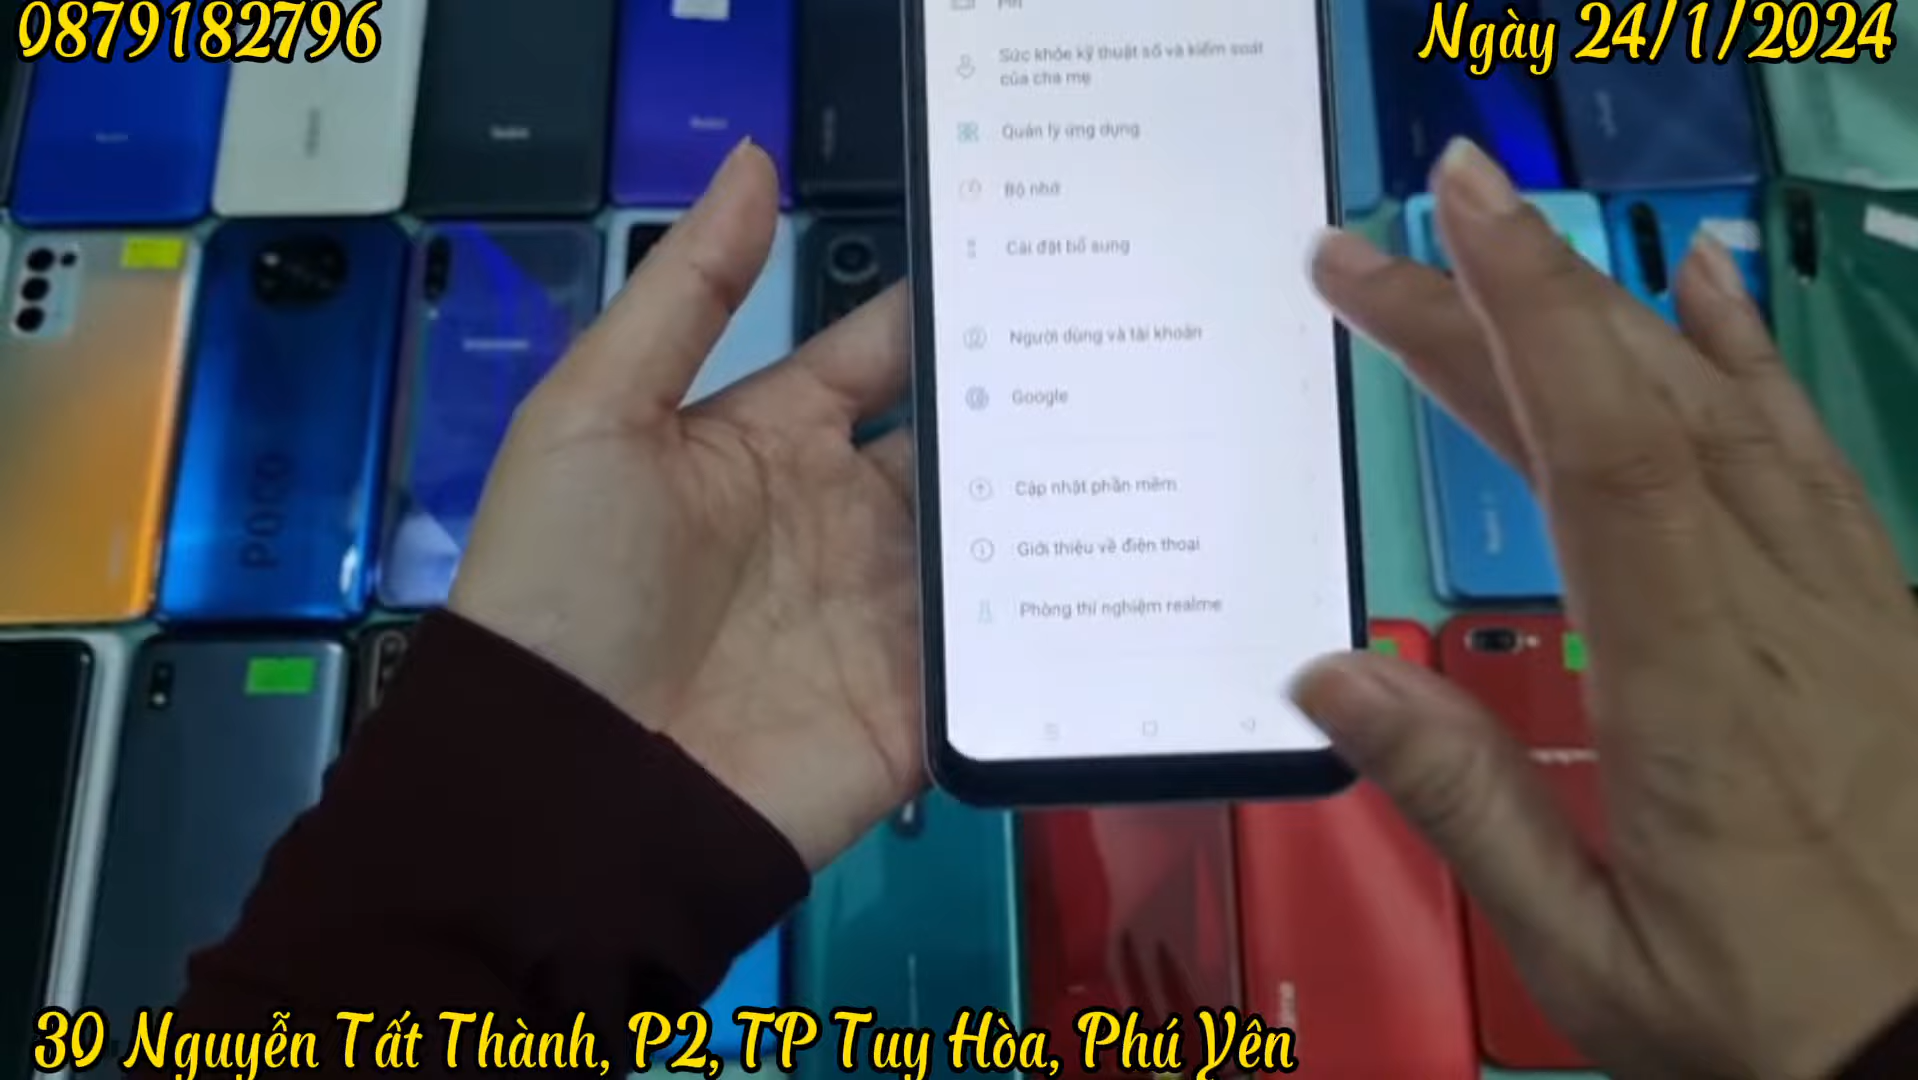 0879182796
Ngày 24/1/2024
Pin
Sức khỏe kỹ thuật số và kiểm soát
của cha mẹ
Quản lý ứng dụng
Bộ nhớ
Cài đặt bổ sung
Người dùng và tài khoản
Google
Cập nhật phần mềm
Giới thiệu về điện thoại
Phòng thí nghiệm realme
POCO
30 Nguyễn Tất Thành, P2, TP Tuy Hòa, Phú Yên